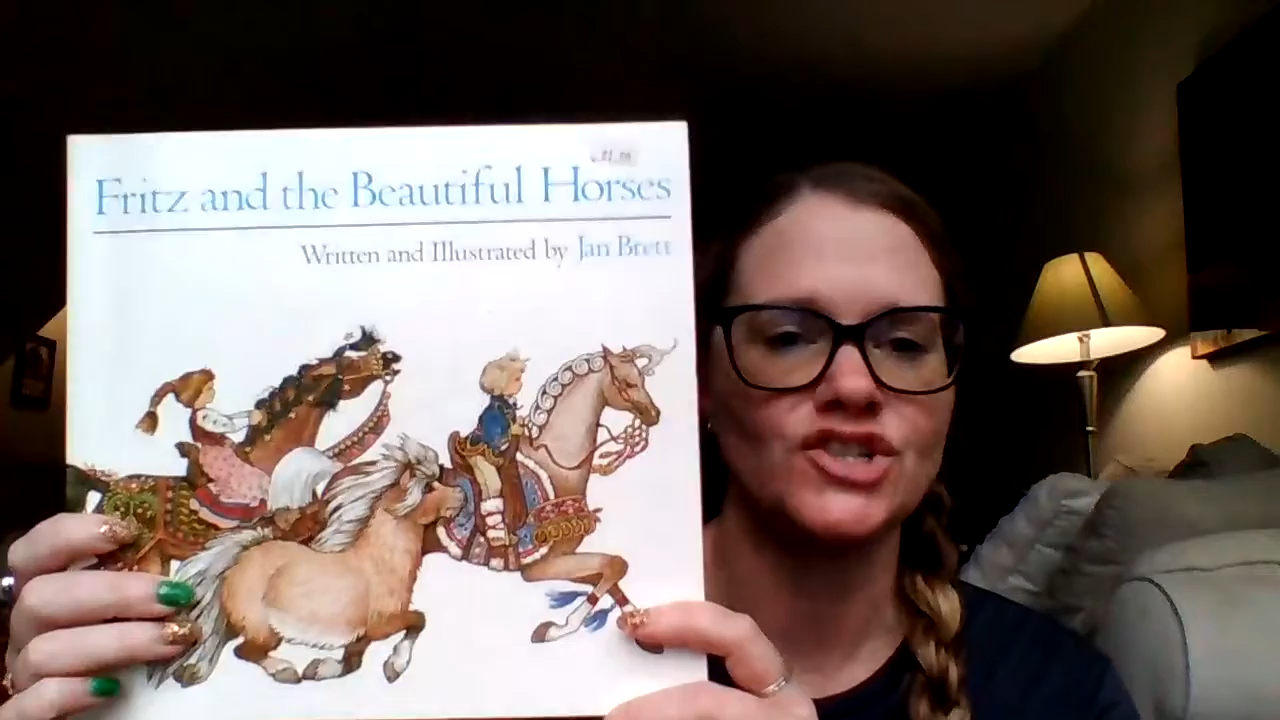 Fritz and the Beautiful Horses
Written and Illustrated by Jan Brett